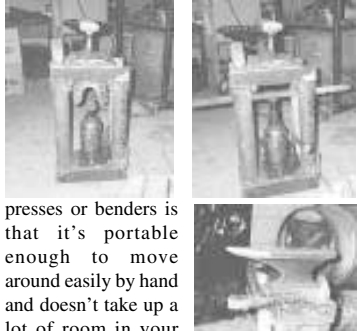 presses or benders is
that it's portable
enough to move
around easily by hand
and doesn't take up a
lot of room in your